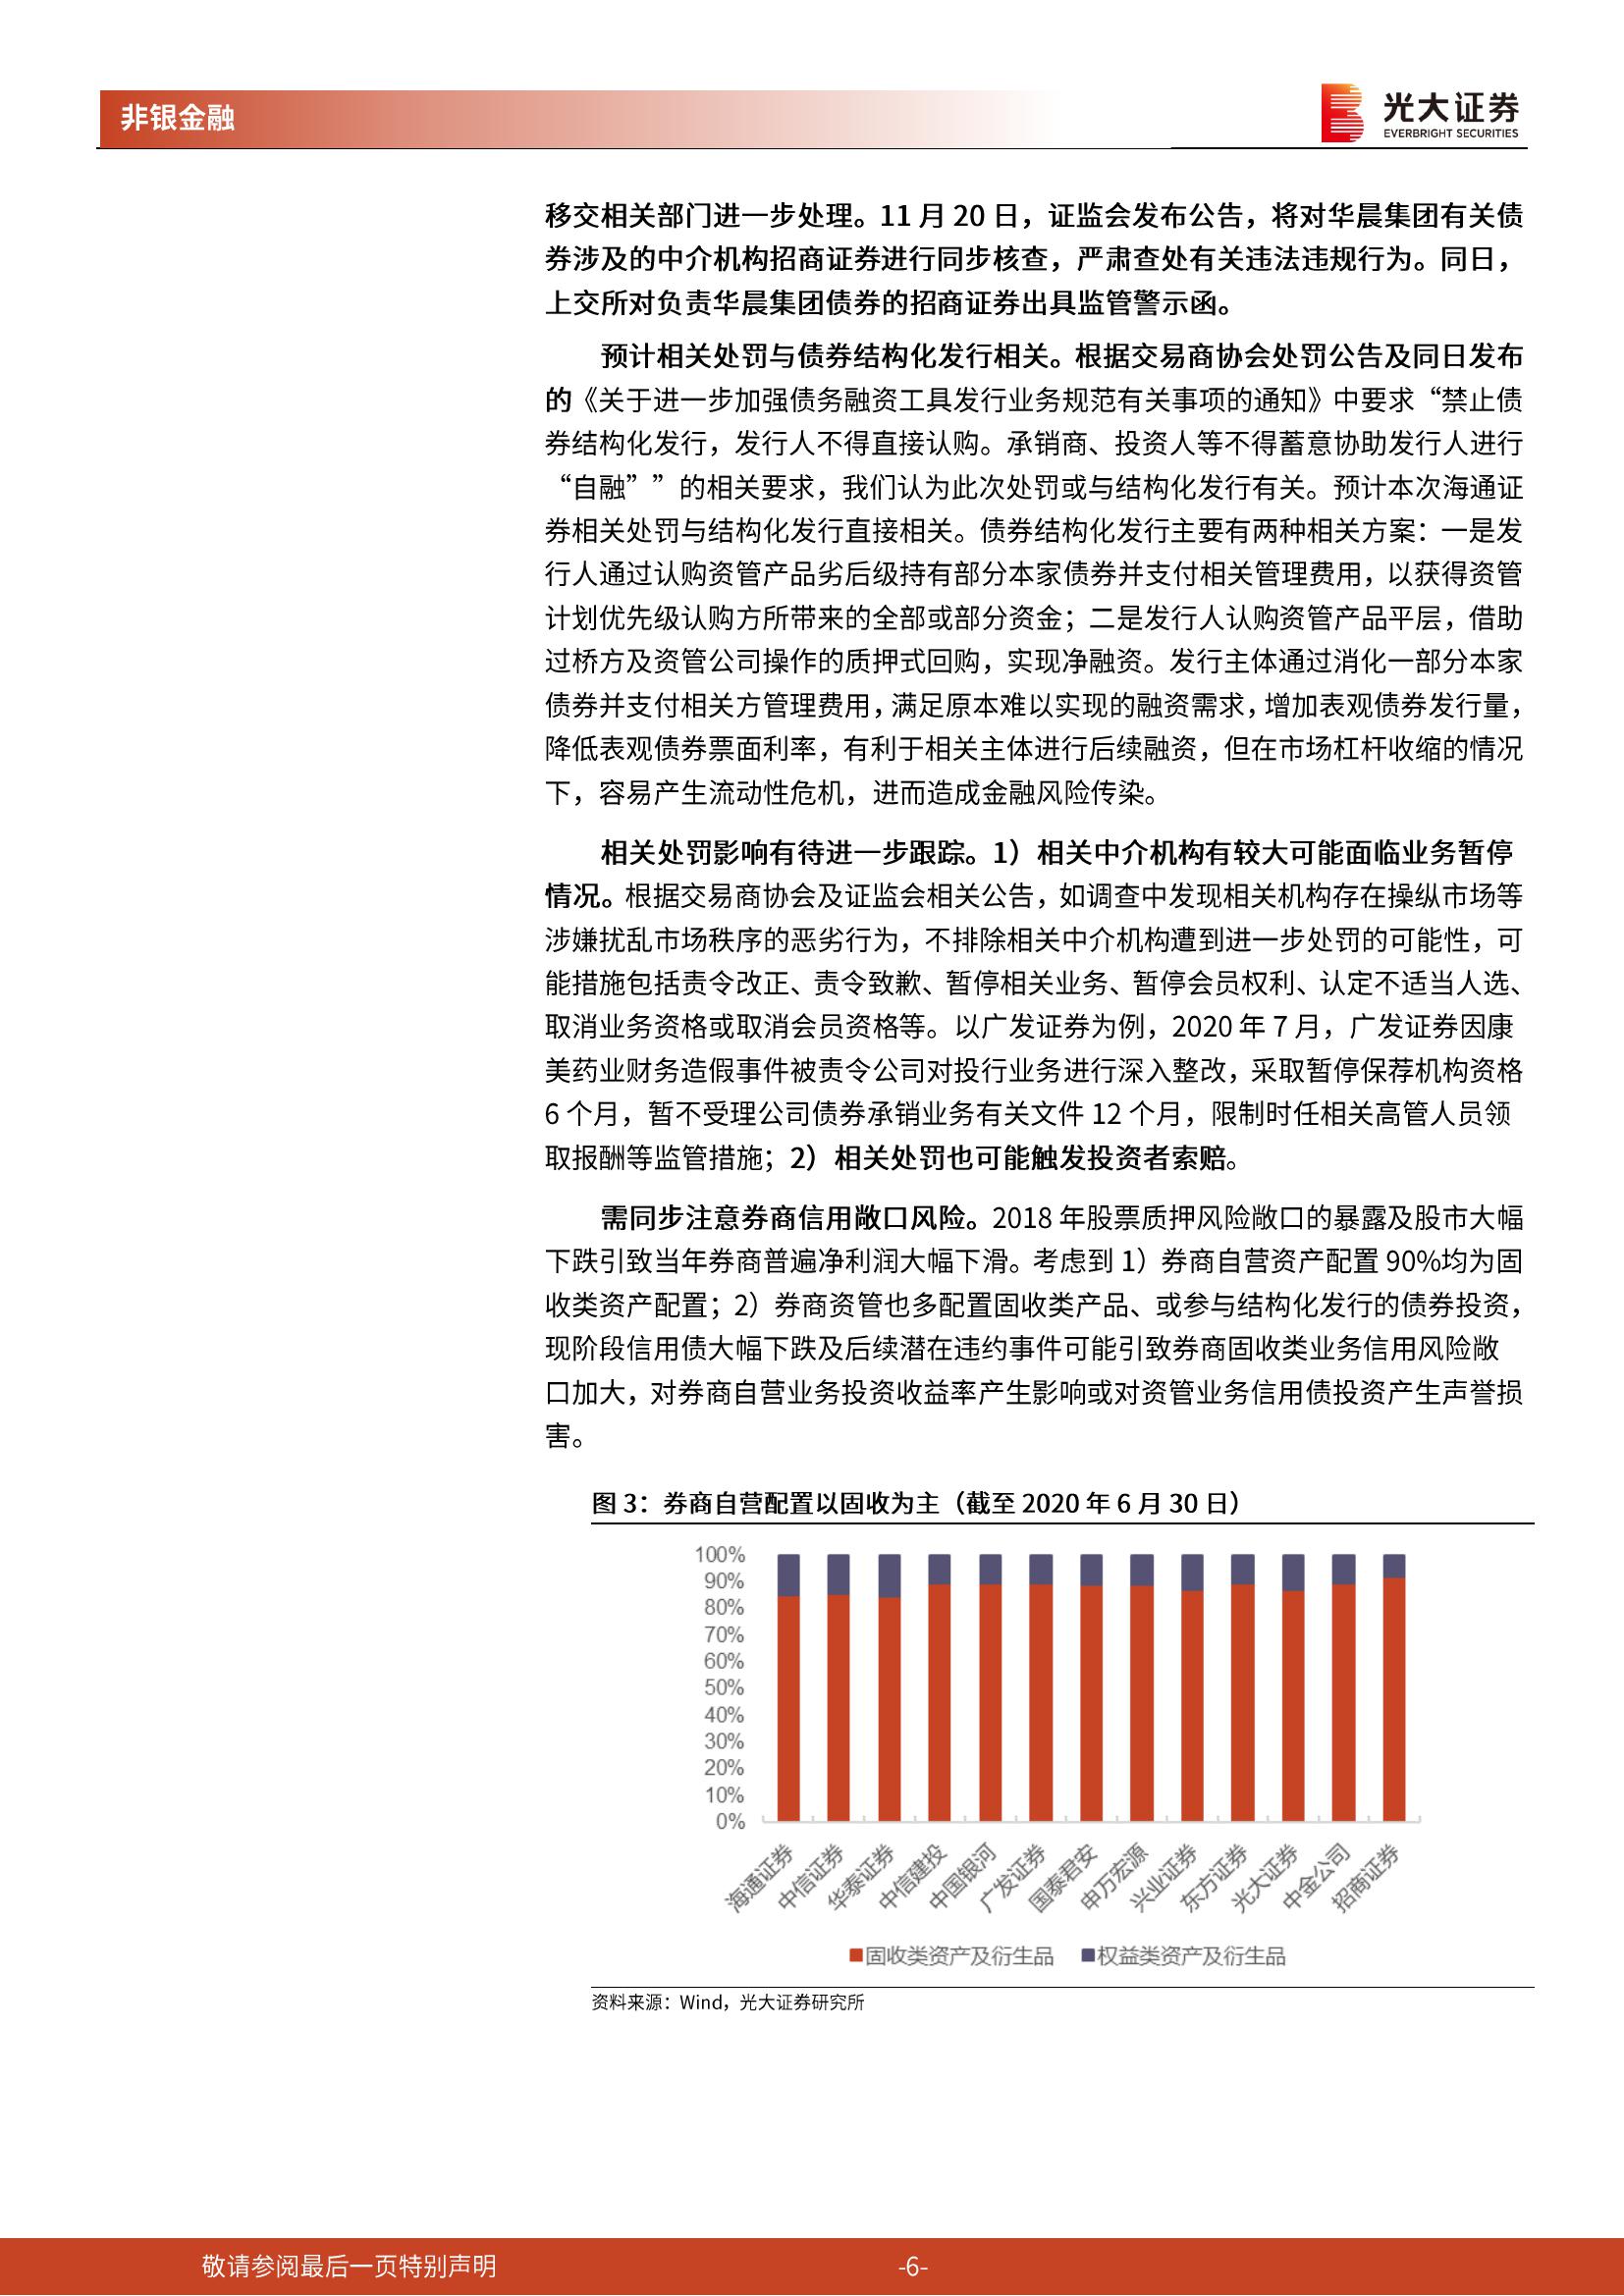 非银金融
光大证券
EVERBRIGHT SECURITIES
移交相关部门进一步处理。11 月 20 日，证监会发布公告，将对华晨集团有关债
券涉及的中介机构招商证券进行同步核查，严肃查处有关违法违规行为。同日，
上交所对负责华晨集团债券的招商证券出具监管警示函。
预计相关处罚与债券结构化发行相关。根据交易商协会处罚公告及同日发布
的《关于进一步加强债务融资工具发行业务规范有关事项的通知》中要求“禁止债
券结构化发行，发行人不得直接认购。承销商、投资人等不得蓄意协助发行人进行
“自融””的相关要求，我们认为此次处罚或与结构化发行有关。预计本次海通证
券相关处罚与结构化发行直接相关。债券结构化发行主要有两种相关方案：一是发
行人通过认购资管产品劣后级持有部分本家债券并支付相关管理费用，以获得资管
计划优先级认购方所带来的全部或部分资金；二是发行人认购资管产品平层，借助
过桥方及资管公司操作的质押式回购，实现净融资。发行主体通过消化一部分本家
债券并支付相关方管理费用，满足原本难以实现的融资需求，增加表观债券发行量，
降低表观债券票面利率，有利于相关主体进行后续融资，但在市场杠杆收缩的情况
下，容易产生流动性危机，进而造成金融风险传染。
相关处罚影响有待进一步跟踪。1）相关中介机构有较大可能面临业务暂停
情况。根据交易商协会及证监会相关公告，如调查中发现相关机构存在操纵市场等
涉嫌扰乱市场秩序的恶劣行为，不排除相关中介机构遭到进一步处罚的可能性，可
能措施包括责令改正、责令致歉、暂停相关业务、暂停会员权利、认定不适当人选、
取消业务资格或取消会员资格等。以广发证券为例，2020 年 7 月，广发证券因康
美药业财务造假事件被责令公司对投行业务进行深入整改，采取暂停保荐机构资格
6 个月，暂不受理公司债券承销业务有关文件 12 个月，限制时任相关高管人员领
取报酬等监管措施；2）相关处罚也可能触发投资者索赔。
需同步注意券商信用敞口风险。2018 年股票质押风险敞口的暴露及股市大幅
下跌引致当年券商普遍净利润大幅下滑。考虑到 1）券商自营资产配置 90%均为固
收类资产配置；2）券商资管也多配置固收类产品、或参与结构化发行的债券投资，
现阶段信用债大幅下跌及后续潜在违约事件可能引致券商固收类业务信用风险敞
口加大，对券商自营业务投资收益率产生影响或对资管业务信用债投资产生声誉损
害。
图 3：券商自营配置以固收为主（截至 2020 年 6 月 30 日）
100%
90%
80%
70%
60%
50%
40%
30%
20%
10%
0%
海通证券
中信证券
华泰证券
中信建投
中国银河
广发证券
国泰君安
申万宏源
兴业证券
东方证券
光大证券
中金公司
招商证券
固收类资产及衍生品 权益类资产及衍生品
资料来源：Wind，光大证券研究所
敬请参阅最后一页特别声明
-6-